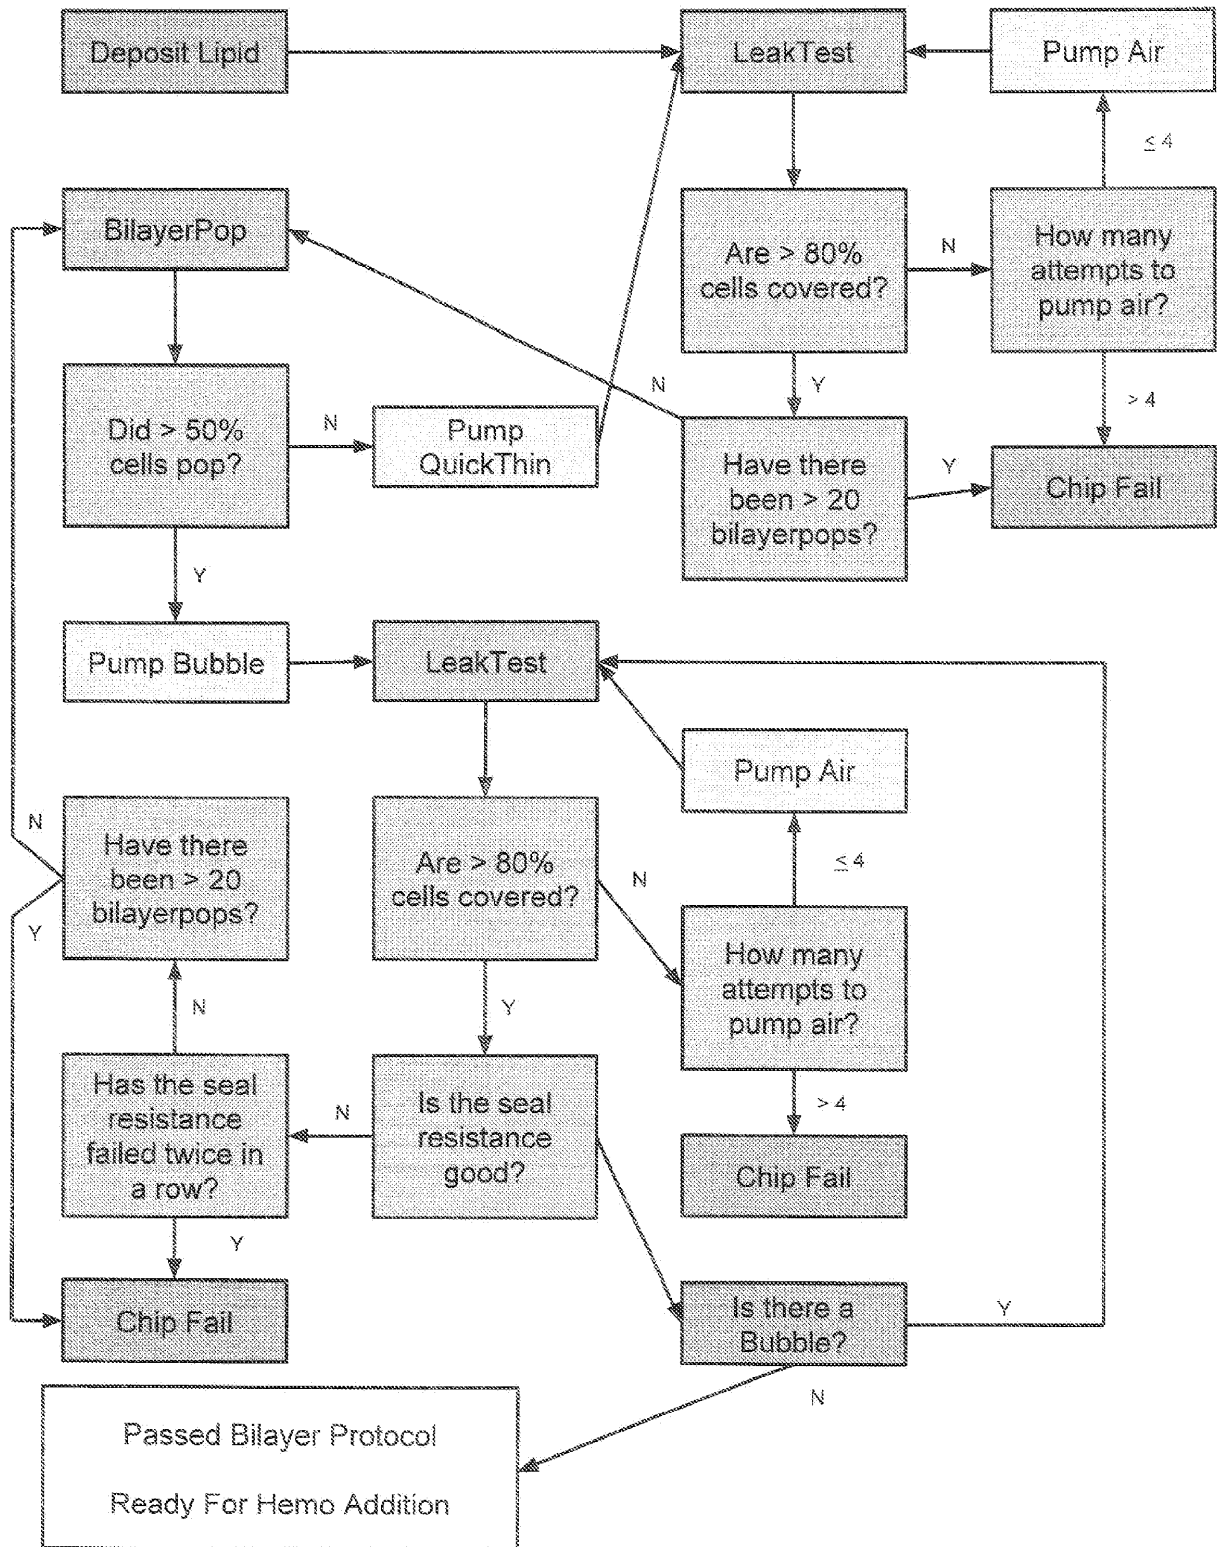 Deposit Lipid
LeakTest
Pump Air
≤ 4
BilayerPop
Are > 80%
cells covered?
N
How many
attempts to
pump air?
N
Y
> 4
Did > 50%
cells pop?
N
Pump
QuickThin
Have there
been > 20
bilayerpops?
Y
Chip Fail
Y
Pump Bubble
LeakTest
Pump Air
N
Have there
been > 20
bilayerpops?
Y
Are > 80%
cells covered?
N
≤ 4
How many
attempts to
pump air?
N
Y
> 4
Has the seal
resistance
failed twice in
a row?
N
Is the seal
resistance
good?
Chip Fail
Y
Chip Fail
Is there a
Bubble?
Y
N
Passed Bilayer Protocol
Ready For Hemo Addition